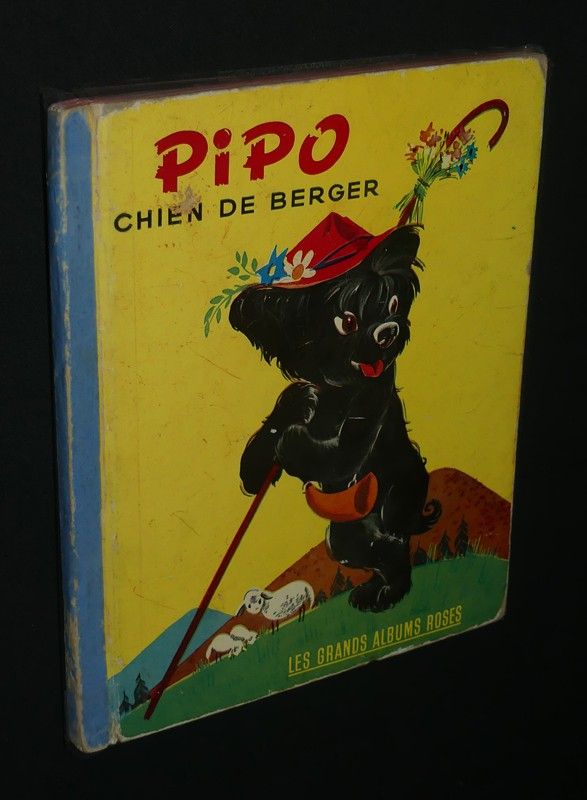 PiPO
CHIEN DE BERGER
LES GRANDS ALBUMS ROSES